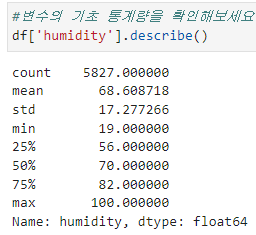 #변수의 기초 통계량을 확인해보세요
df['humidity'].describe()
count    5827.000000
mean       68.608718
std        17.277266
min        19.000000
25%        56.000000
50%        70.000000
75%        82.000000
max       100.000000
Name: humidity, dtype: float64